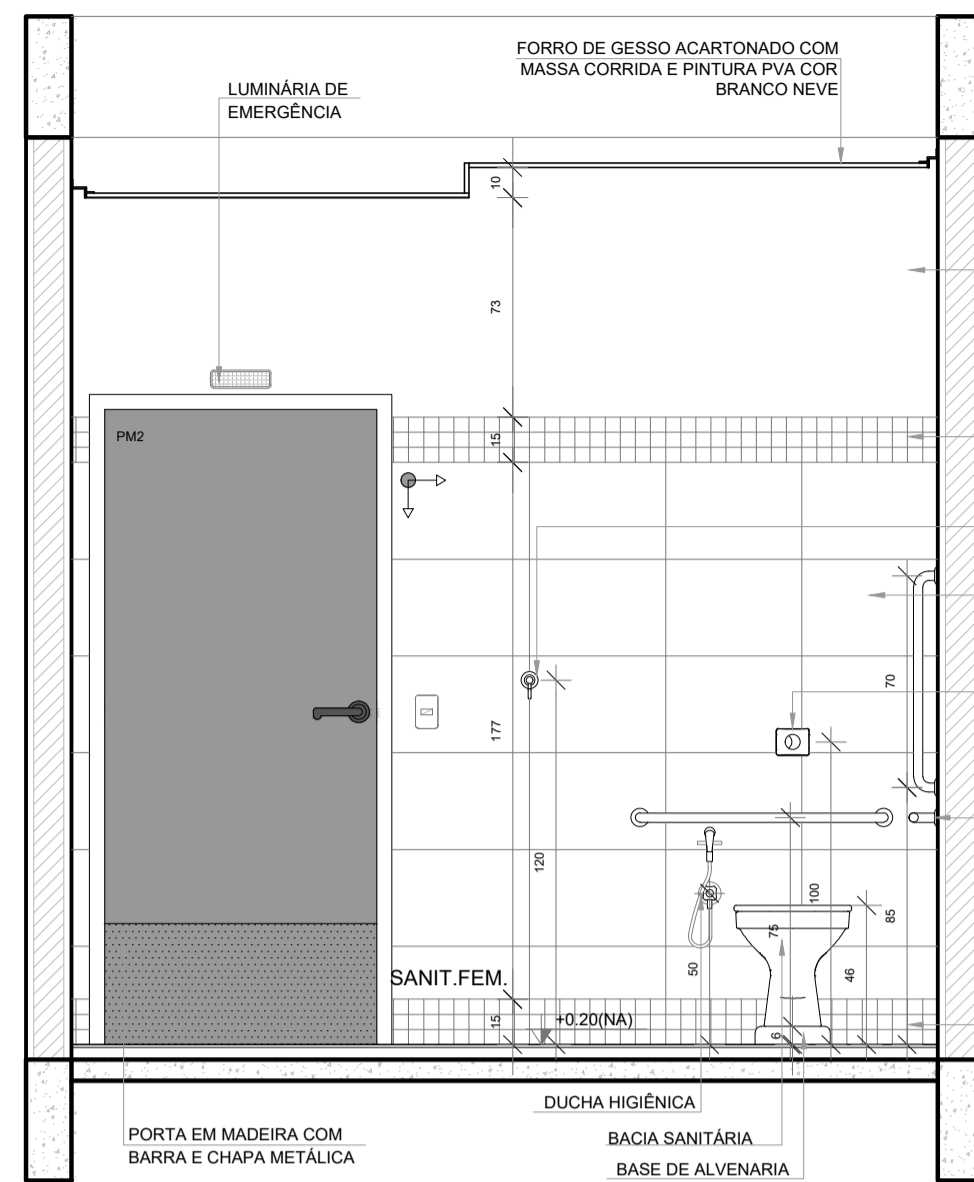 FORRO DE GESSO ACARTONADO COM
MASSA CORRIDA E PINTURA PVA COR
BRANCO NEVE
LUMINÁRIA DE
EMERGÊNCIA
10
73
PM2
15
70
177
120
100
85
75
46
50
SANIT.FEM.
15
+0.20(NA)
6
DUCHA HIGIÊNICA
PORTA EM MADEIRA COM
BARRA E CHAPA METÁLICA
BACIA SANITÁRIA
BASE DE ALVENARIA